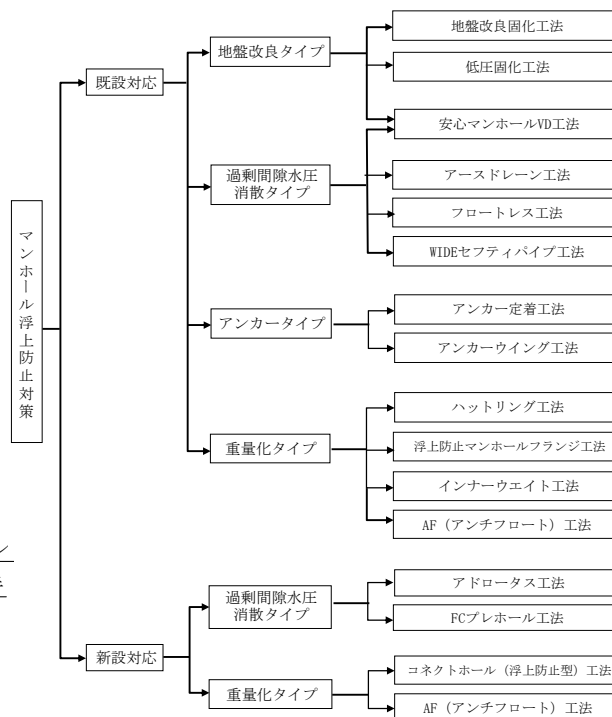 マンホール浮上防止対策
既設対応
地盤改良タイプ
地盤改良固化工法
低圧固化工法
安心マンホールVD工法
過剰間隙水圧
消散タイプ
アースドレーン工法
フロートレス工法
WIDEセフティパイプ工法
アンカータイプ
アンカー定着工法
アンカーウイング工法
重量化タイプ
ハットリング工法
浮上防止マンホールフランジ工法
インナーウエイト工法
AF（アンチフロート）工法
新設対応
過剰間隙水圧
消散タイプ
アドロータス工法
FCプレホール工法
重量化タイプ
コネクトホール（浮上防止型）工法
AF（アンチフロート）工法